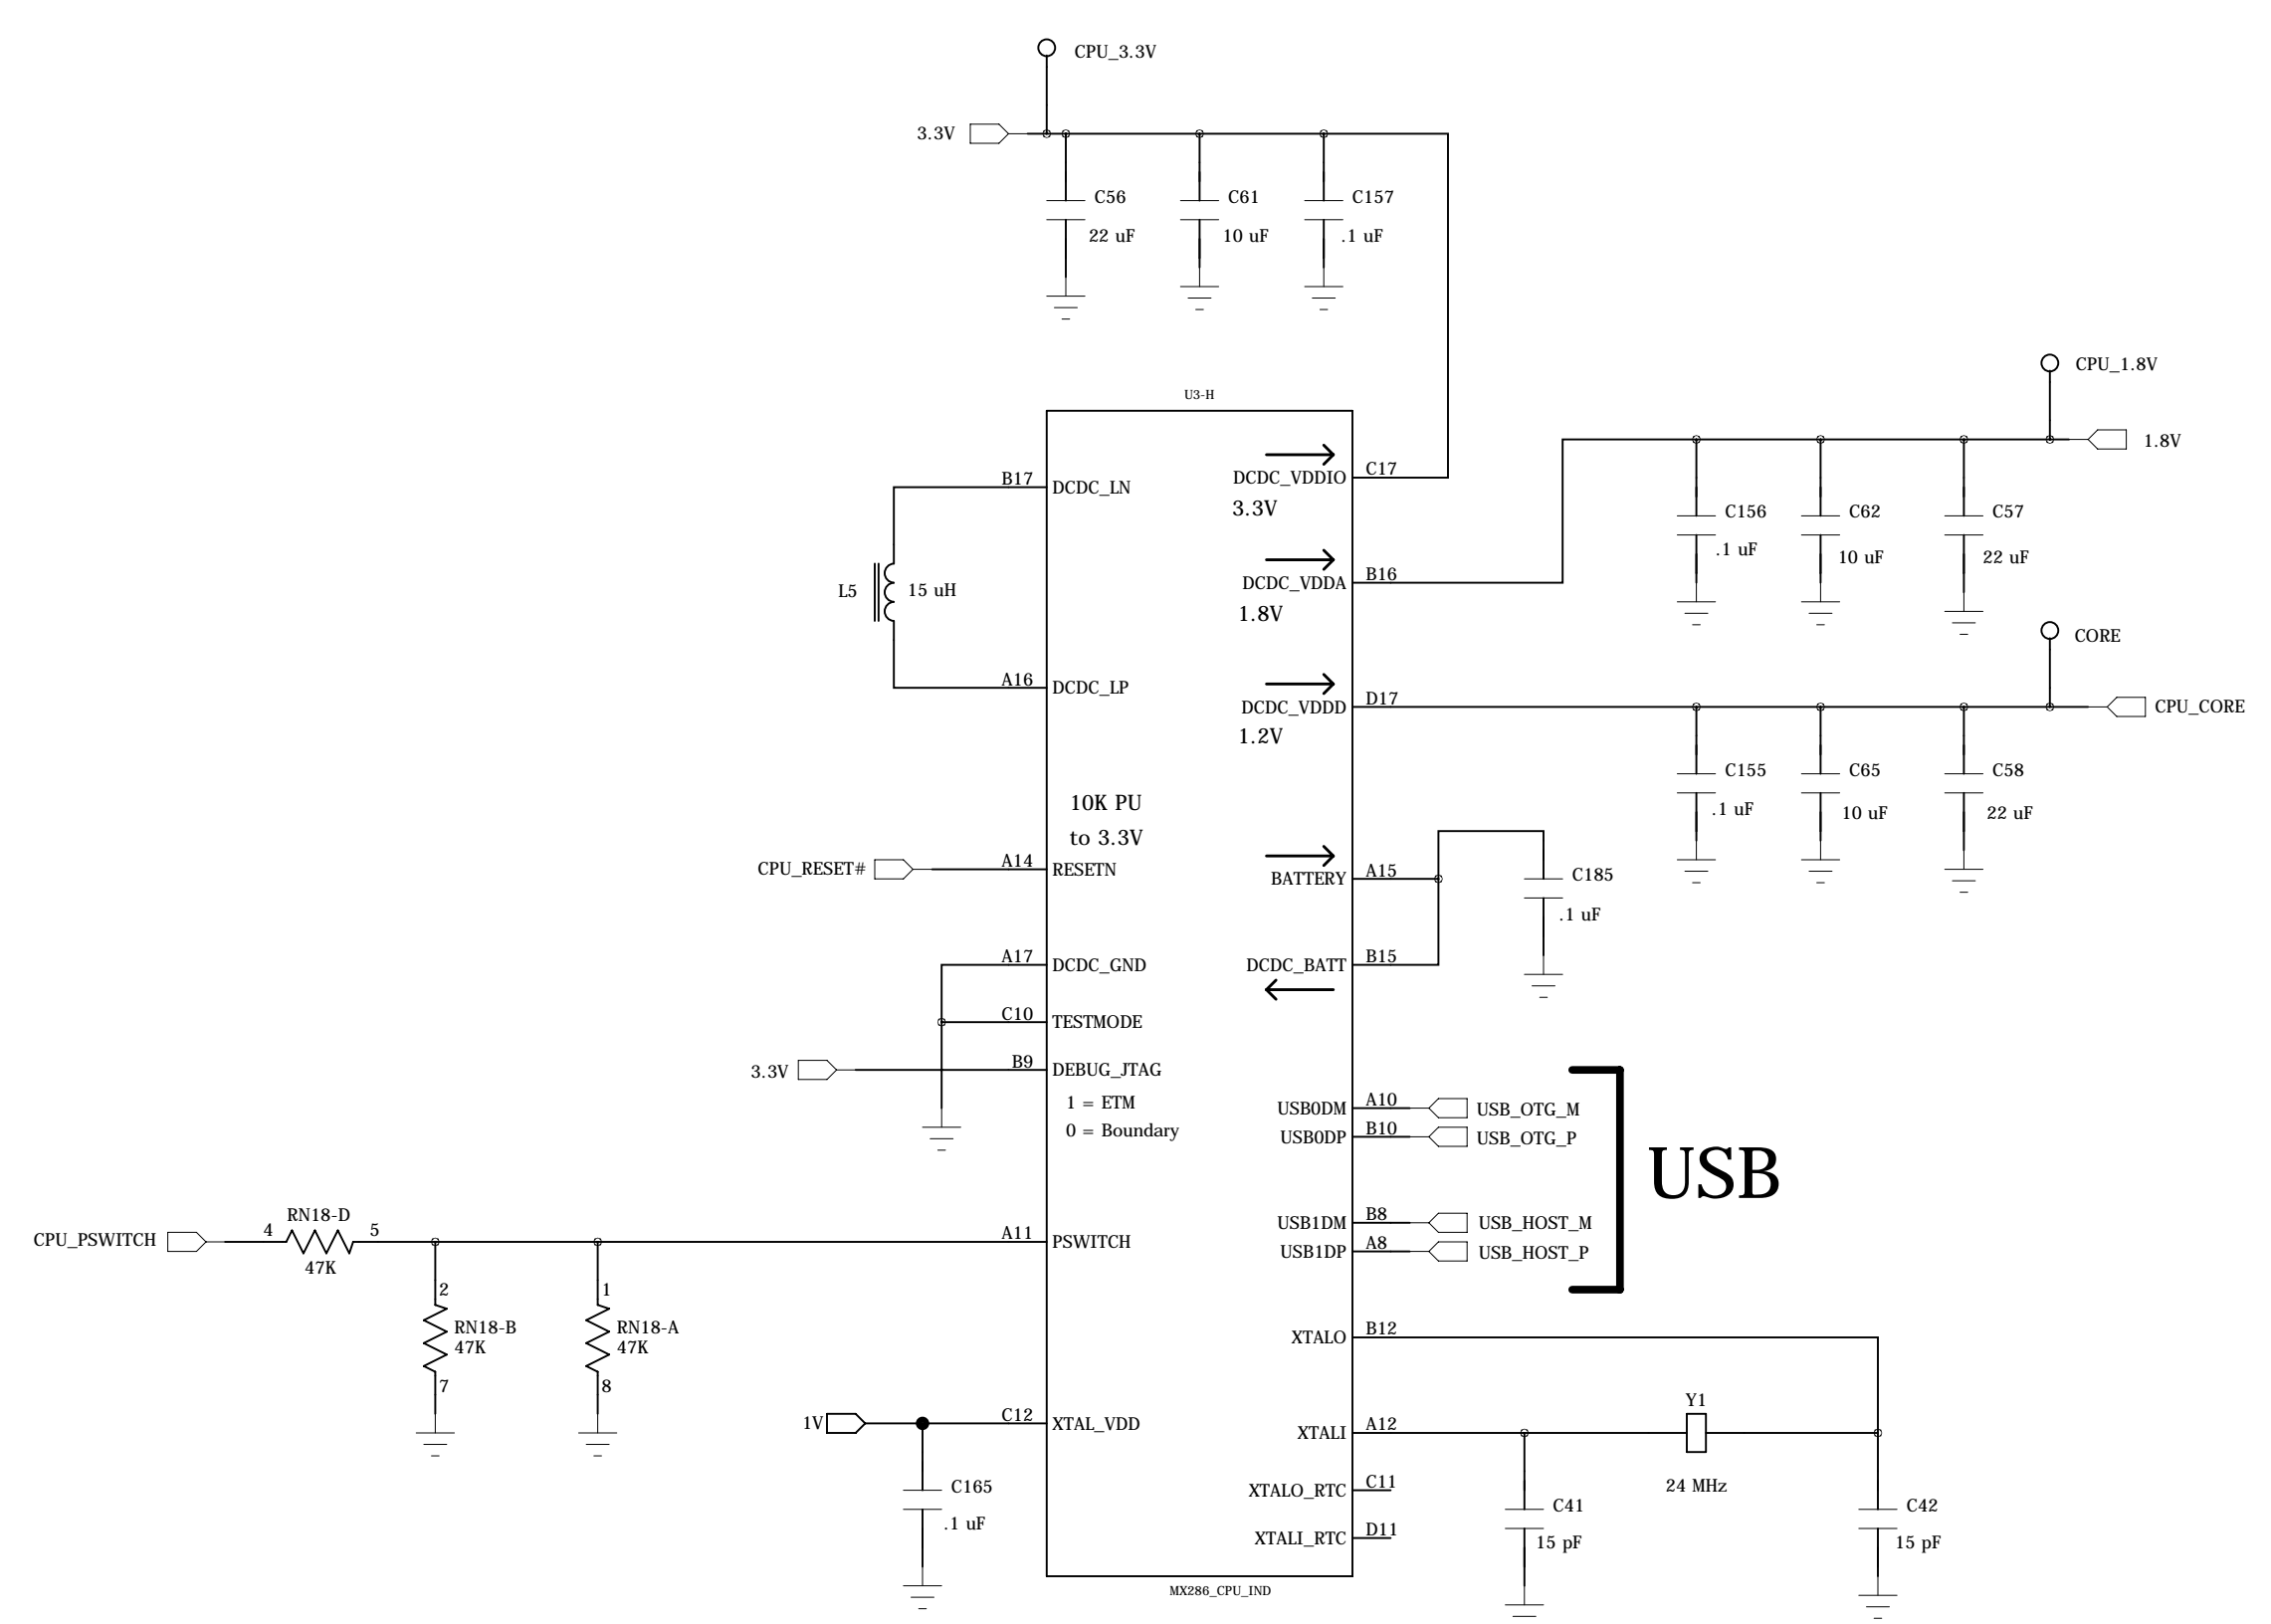 CPU_3.3V
3.3V
C56
22 uF
C61
10 uF
C157
.1 uF
CPU_1.8V
1.8V
U3-H
B17
DCDC_LN
DCDC_VDDIO
C17
3.3V
C156
.1 uF
C62
10 uF
C57
22 uF
L5
15 uH
DCDC_VDDA
B16
1.8V
CORE
A16
DCDC_LP
DCDC_VDDD
D17
1.2V
CPU_CORE
C155
.1 uF
C65
10 uF
C58
22 uF
10K PU
to 3.3V
CPU_RESET#
A14
RESETN
BATTERY
A15
C185
.1 uF
A17
DCDC_GND
DCDC_BATT
B15
C10
TESTMODE
3.3V
B9
DEBUG_JTAG
1 = ETM
0 = Boundary
USB0DM
A10
USB_OTG_M
USB0DP
B10
USB_OTG_P
USB
USB1DM
B8
USB_HOST_M
USB1DP
A8
USB_HOST_P
CPU_PSWITCH
4
RN18-D
5
47K
A11
PSWITCH
2
RN18-B
47K
7
1
RN18-A
47K
8
XTALO
B12
1V
C12
XTAL_VDD
XTALI
A12
Y1
24 MHz
C165
.1 uF
XTALO_RTC
C11
XTALI_RTC
D11
C41
15 pF
C42
15 pF
MX286_CPU_IND